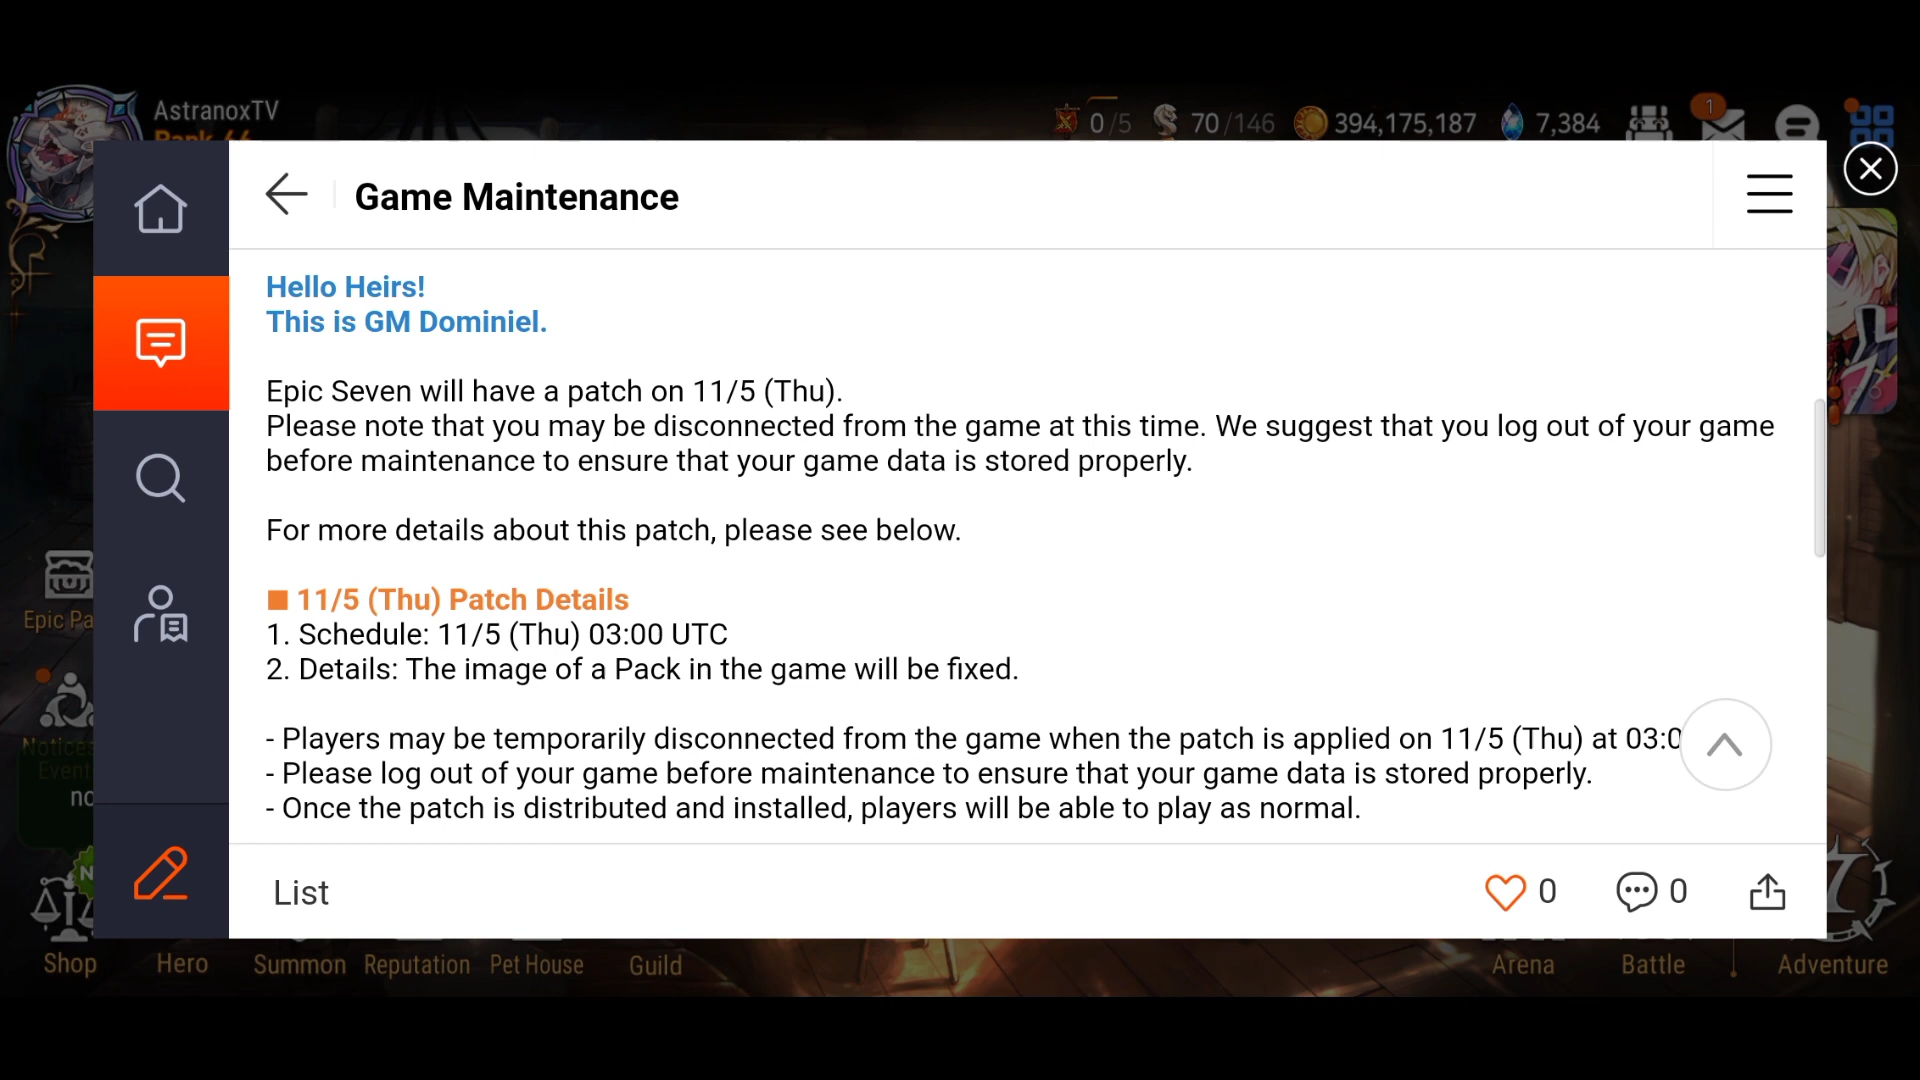 AstranoxTV
Rank 66
0/5
70/146
394,175,187
7,384
1
Game Maintenance
Hello Heirs!
This is GM Dominiel.
Epic Seven will have a patch on 11/5 (Thu).
Please note that you may be disconnected from the game at this time. We suggest that you log out of your game
before maintenance to ensure that your game data is stored properly.
For more details about this patch, please see below.
■ 11/5 (Thu) Patch Details
1. Schedule: 11/5 (Thu) 03:00 UTC
2. Details: The image of a Pack in the game will be fixed.
- Players may be temporarily disconnected from the game when the patch is applied on 11/5 (Thu) at 03:0
- Please log out of your game before maintenance to ensure that your game data is stored properly.
- Once the patch is distributed and installed, players will be able to play as normal.
Epic Pa
Notices
Event
no
N
List
0
0
Shop
Hero
Summon
Reputation
Pet House
Guild
Arena
Battle
Adventure